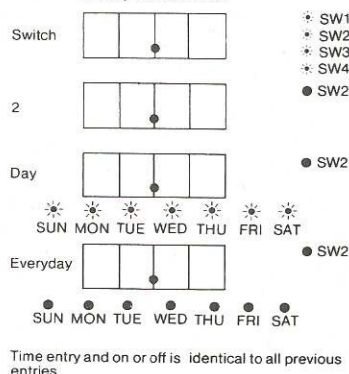 Switch
SW1
SW2
SW3
SW4
2
SW2
Day
SW2
SUN MON TUE WED THU FRI SAT
Everyday
SW2
SUN MON TUE WED THU FRI SAT
Time entry and on or off is identical to all previous
entries